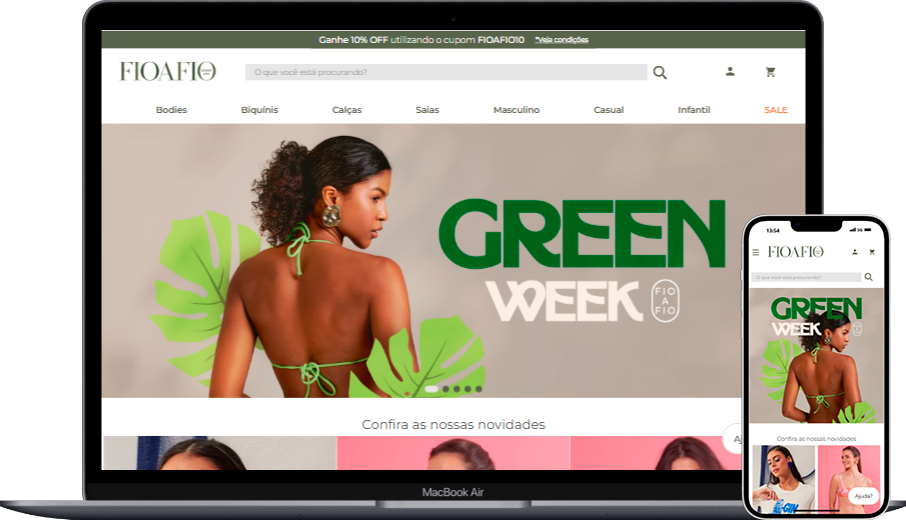 Ganhe 10% OFF utilizando o cupom FIOAFIO10 *Veja condições
FIOAFIO
O que você está procurando?
Bodies Biquínis Calças Saias Masculino Casual Infantil SALE
GREEN
WEEK
FIO
A
FIO
Confira as nossas novidades
Aj
MacBook Air
13:54 5G
FIOAFIO
O que você está procurando?
GREEN
WEEK
Confira as nossas novidades
Ajuda?